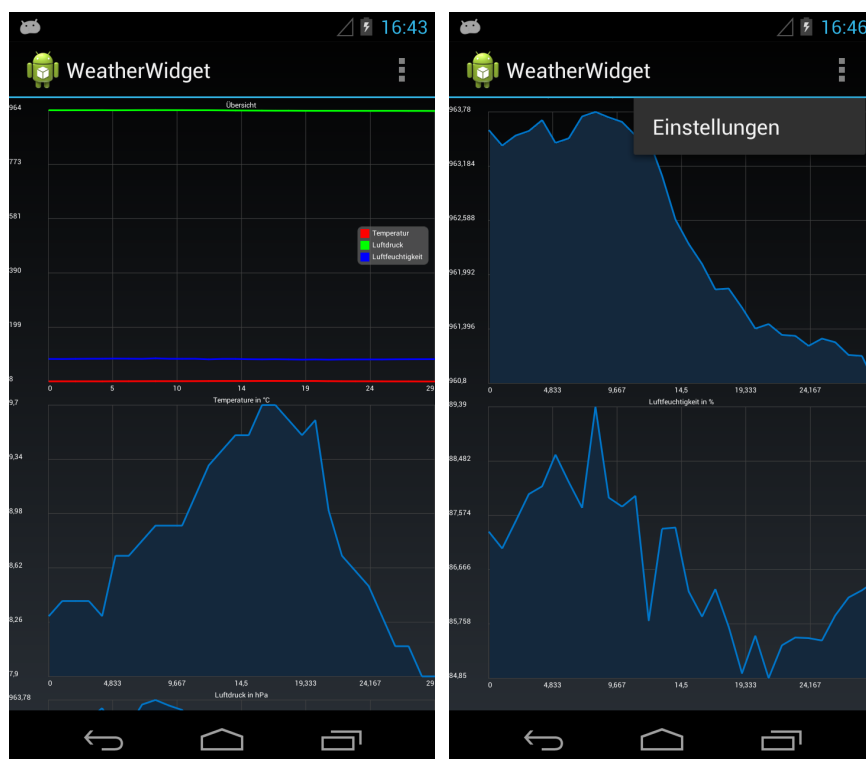 16:43
WeatherWidget
Übersicht
964
773
581
390
199
8
Temperatur
Luftdruck
Luftfeuchtigkeit
0 5 10 14 19 24 29
Temperature in °C
9,7
9,34
8,98
8,62
8,26
7,9
0 4,833 9,667 14,5 19,333 24,167 29
Luftdruck in hPa
963,78
16:46
WeatherWidget
Einstellungen
963,78
963,184
962,588
961,992
961,396
960,8
0 4,833 9,667 14,5 19,333 24,167
Luftfeuchtigkeit in %
89,39
88,482
87,574
86,666
85,758
84,85
0 4,833 9,667 14,5 19,333 24,167